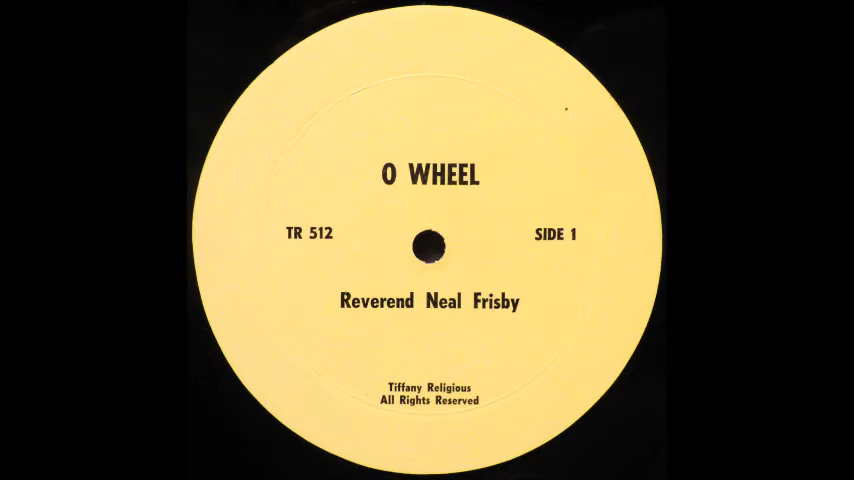 O WHEEL
TR 512
SIDE 1
Reverend Neal Frisby
Tiffany Religious
All Rights Reserved